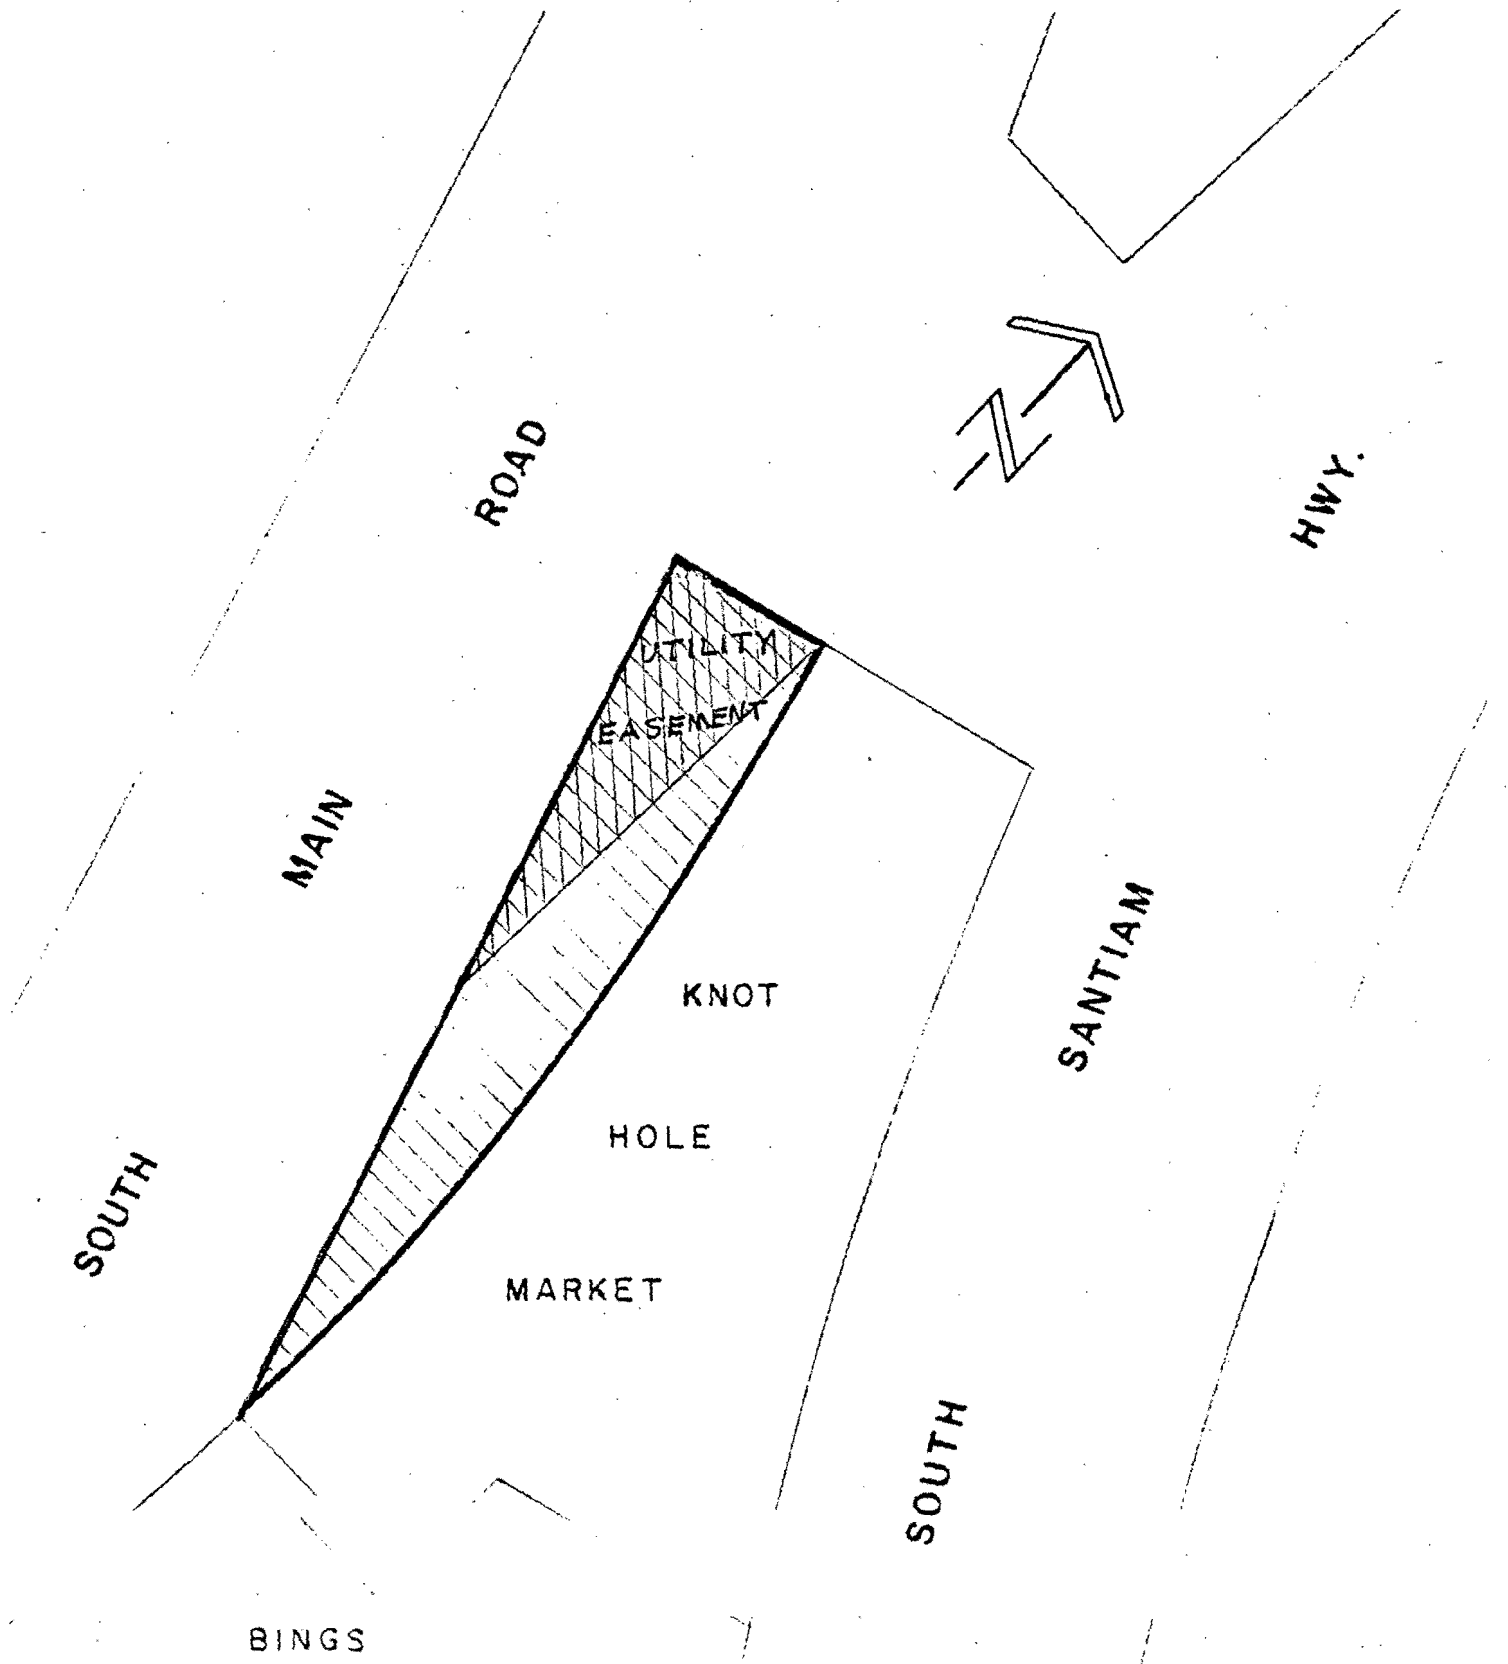 SOUTH MAIN ROAD
N
UTILITY
EASEMENT
KNOT
HOLE
MARKET
SOUTH SANTIAM HWY.
BINGS